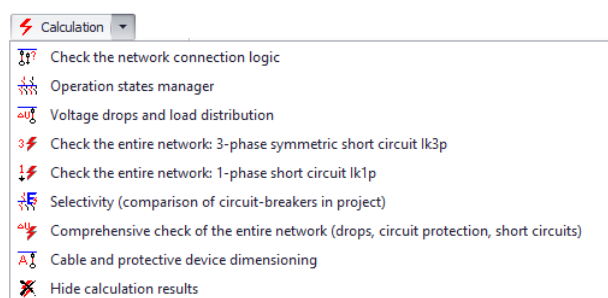 Calculation
Check the network connection logic
Operation states manager
Voltage drops and load distribution
Check the entire network: 3-phase symmetric short circuit Ik3p
Check the entire network: 1-phase short circuit Ik1p
Selectivity (comparison of circuit-breakers in project)
Comprehensive check of the entire network (drops, circuit protection, short circuits)
Cable and protective device dimensioning
Hide calculation results